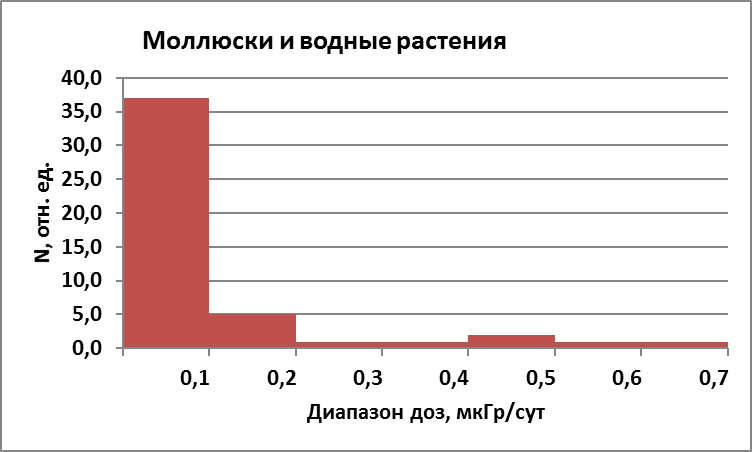 Моллюски и водные растения
N, отн. ед.
40,0
35,0
30,0
25,0
20,0
15,0
10,0
5,0
0,0
0,1 0,2 0,3 0,4 0,5 0,6 0,7
Диапазон доз, мкГр/сут